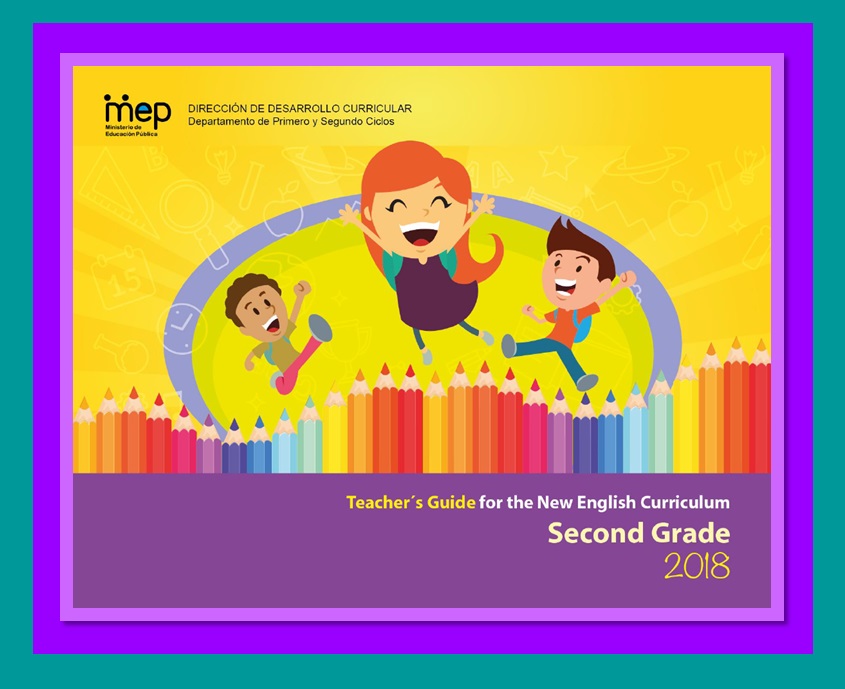 mep
Ministerio de
Educación Pública
DIRECCIÓN DE DESARROLLO CURRICULAR
Departamento de Primero y Segundo Ciclos
15
Teacher´s Guide for the New English Curriculum
Second Grade
2018